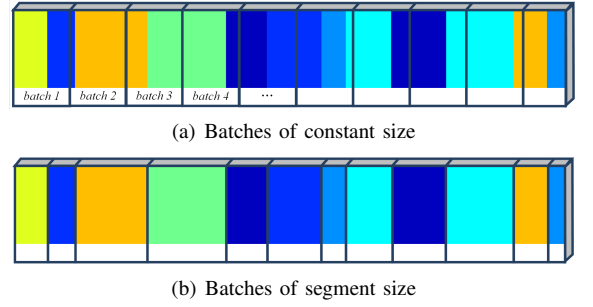 batch 1 batch 2 batch 3 batch 4 ...
(a) Batches of constant size
(b) Batches of segment size